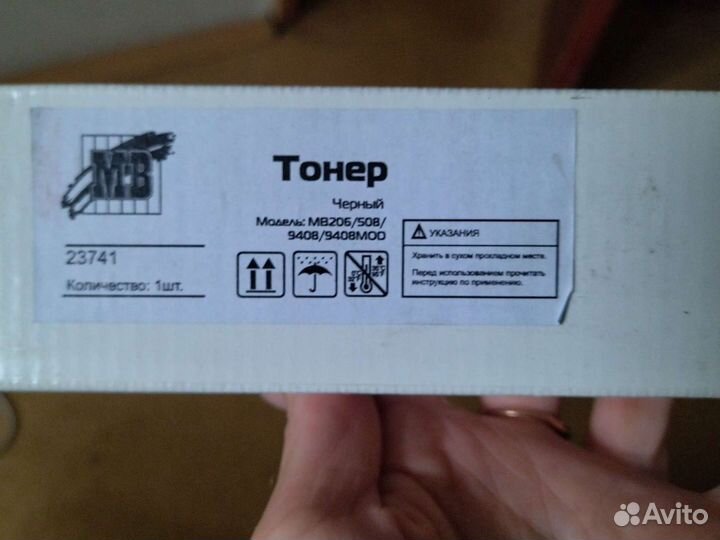 MB
Тонер
Черный
Модель: MB206/508/
9408/9408MOD
23741
Количество: 1шт.
УКАЗАНИЯ
Хранить в сухом прохладном месте.
Перед использованием прочитать
инструкцию по применению.
Avito